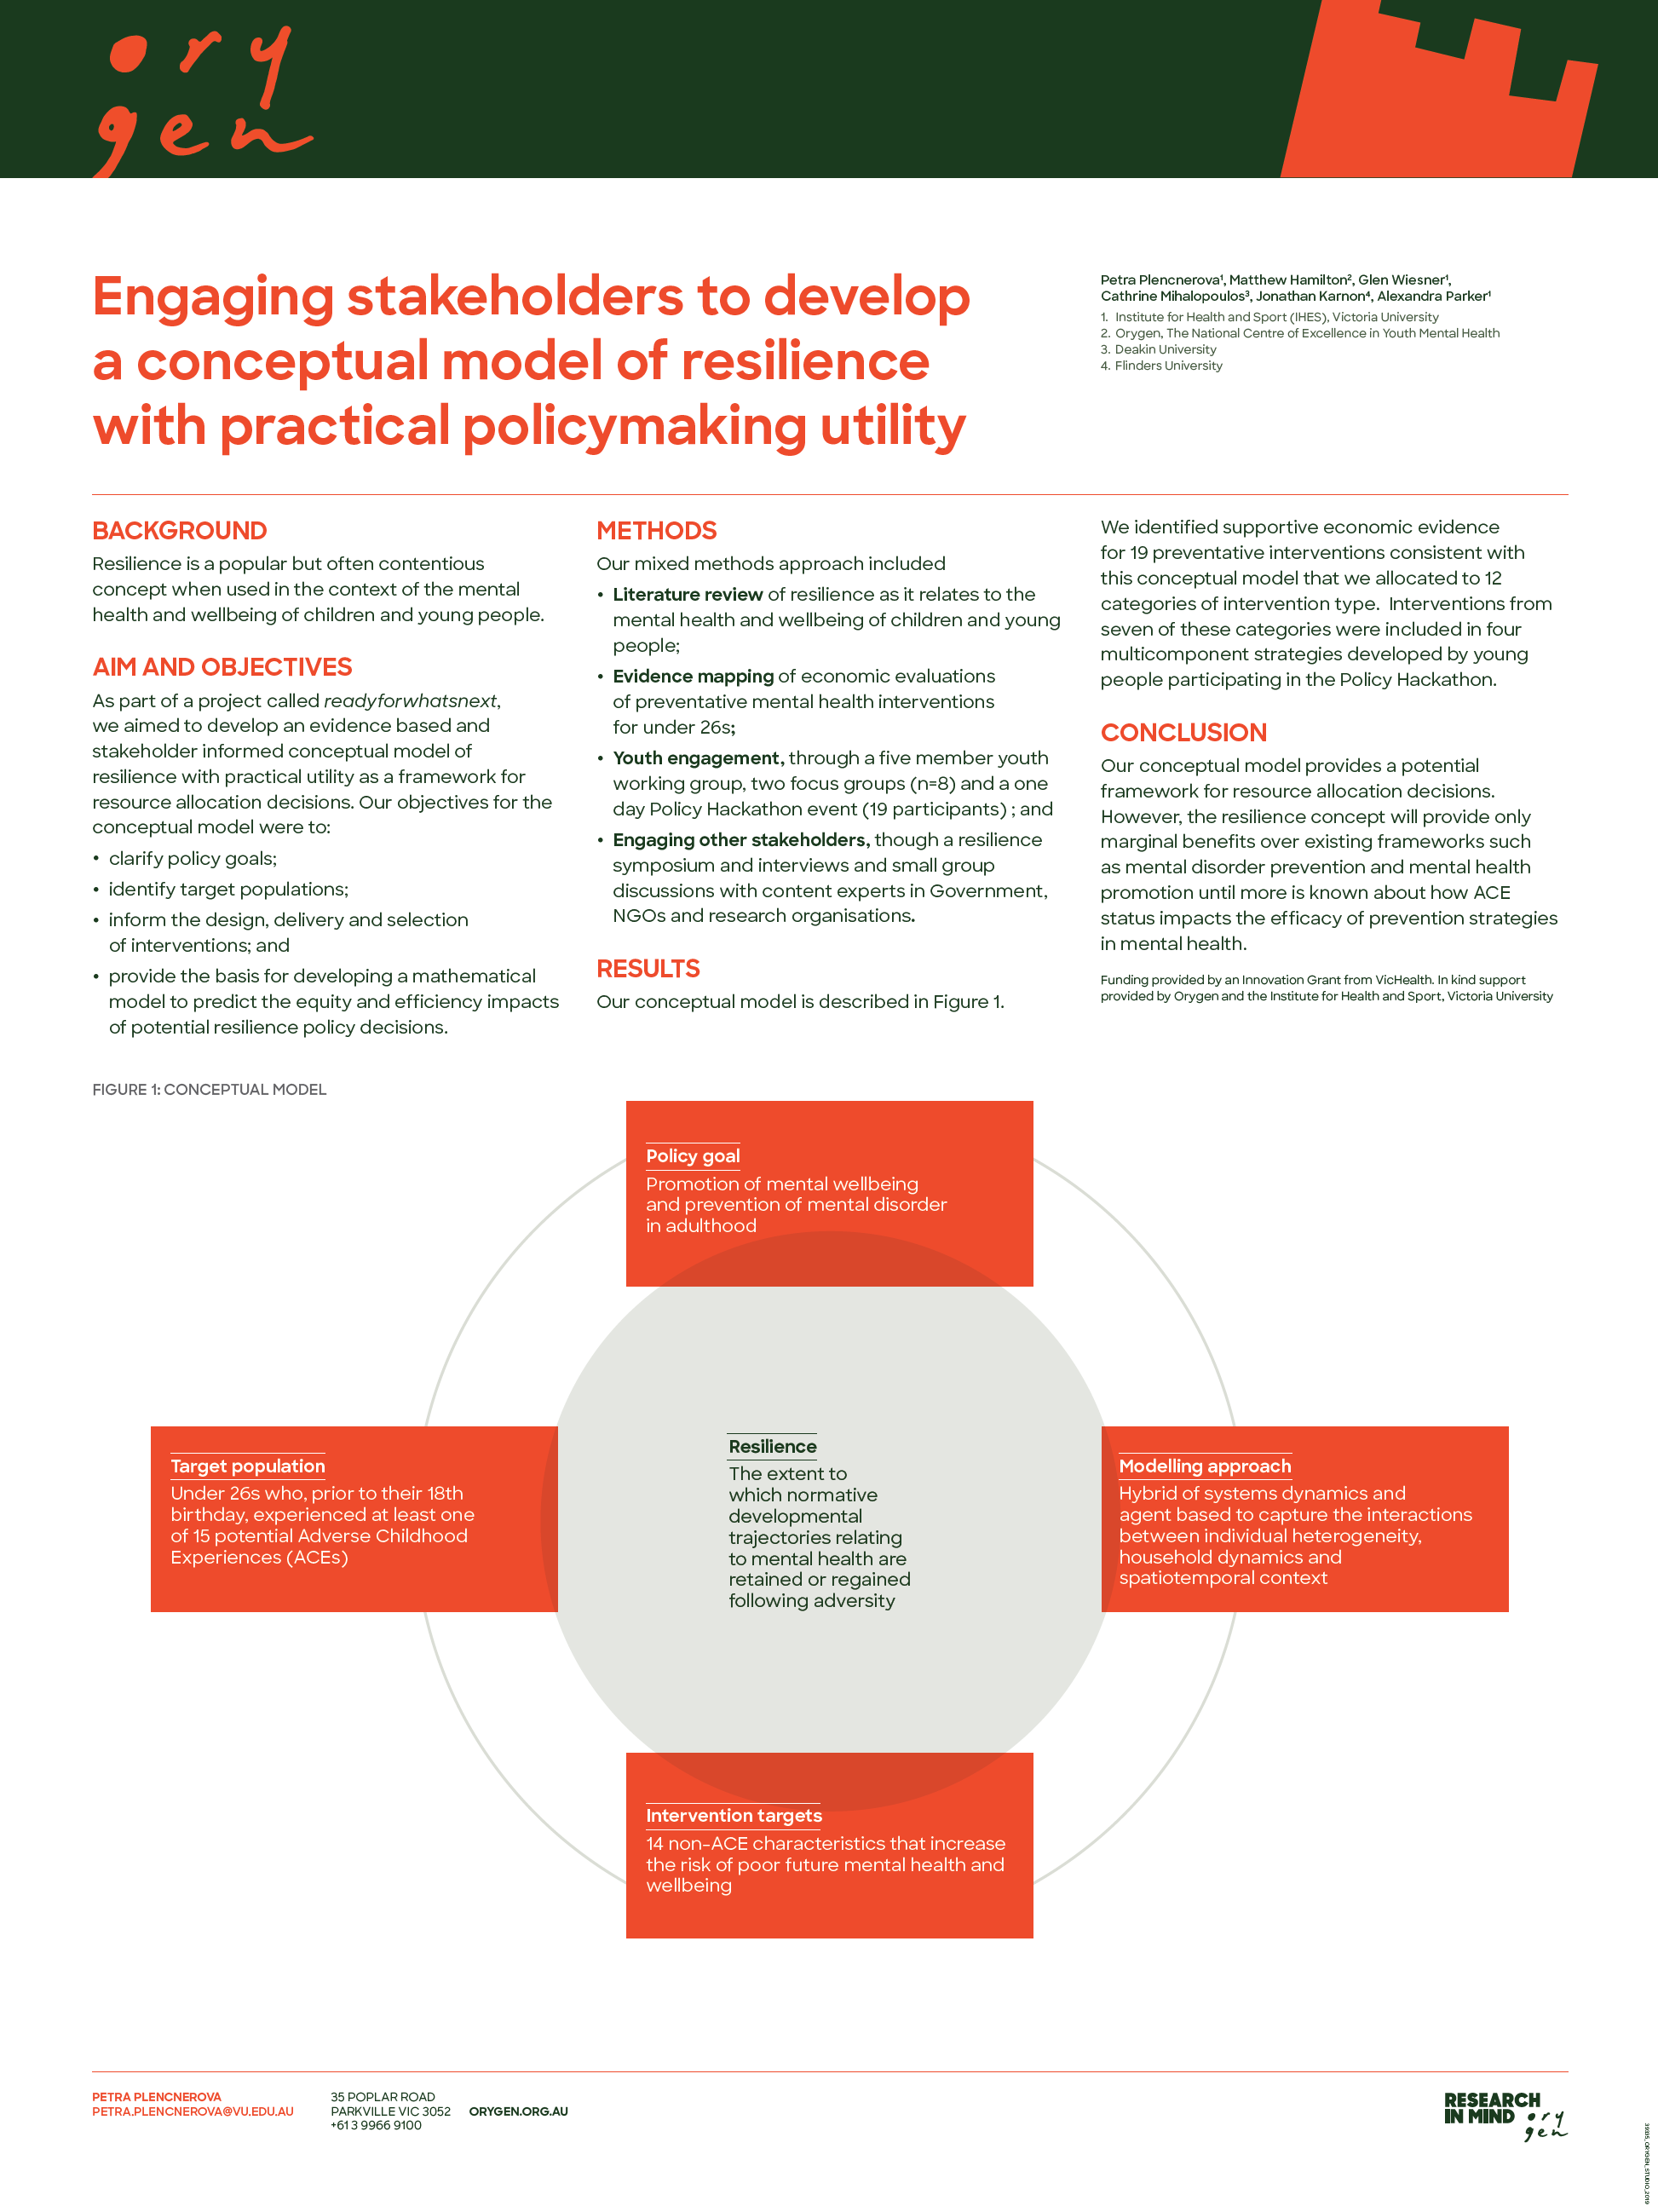 ory
gen
Engaging stakeholders to develop
a conceptual model of resilience
with practical policymaking utility
Petra Plencnerova¹, Matthew Hamilton², Glen Wiesner¹,
Cathrine Mihalopoulos³, Jonathan Karnon⁴, Alexandra Parker¹
1. Institute for Health and Sport (IHES), Victoria University
2. Orygen, The National Centre of Excellence in Youth Mental Health
3. Deakin University
4. Flinders University
BACKGROUND
Resilience is a popular but often contentious
concept when used in the context of the mental
health and wellbeing of children and young people.
AIM AND OBJECTIVES
As part of a project called readyforwhatsnext,
we aimed to develop an evidence based and
stakeholder informed conceptual model of
resilience with practical utility as a framework for
resource allocation decisions. Our objectives for the
conceptual model were to:
• clarify policy goals;
• identify target populations;
• inform the design, delivery and selection
of interventions; and
• provide the basis for developing a mathematical
model to predict the equity and efficiency impacts
of potential resilience policy decisions.
METHODS
Our mixed methods approach included
• Literature review of resilience as it relates to the
mental health and wellbeing of children and young
people;
• Evidence mapping of economic evaluations
of preventative mental health interventions
for under 26s;
• Youth engagement, through a five member youth
working group, two focus groups (n=8) and a one
day Policy Hackathon event (19 participants) ; and
• Engaging other stakeholders, though a resilience
symposium and interviews and small group
discussions with content experts in Government,
NGOs and research organisations.
RESULTS
Our conceptual model is described in Figure 1.
We identified supportive economic evidence
for 19 preventative interventions consistent with
this conceptual model that we allocated to 12
categories of intervention type. Interventions from
seven of these categories were included in four
multicomponent strategies developed by young
people participating in the Policy Hackathon.
CONCLUSION
Our conceptual model provides a potential
framework for resource allocation decisions.
However, the resilience concept will provide only
marginal benefits over existing frameworks such
as mental disorder prevention and mental health
promotion until more is known about how ACE
status impacts the efficacy of prevention strategies
in mental health.
Funding provided by an Innovation Grant from VicHealth. In kind support
provided by Orygen and the Institute for Health and Sport, Victoria University
FIGURE 1: CONCEPTUAL MODEL
Policy goal
Promotion of mental wellbeing
and prevention of mental disorder
in adulthood
Target population
Under 26s who, prior to their 18th
birthday, experienced at least one
of 15 potential Adverse Childhood
Experiences (ACEs)
Resilience
The extent to
which normative
developmental
trajectories relating
to mental health are
retained or regained
following adversity
Modelling approach
Hybrid of systems dynamics and
agent based to capture the interactions
between individual heterogeneity,
household dynamics and
spatiotemporal context
Intervention targets
14 non-ACE characteristics that increase
the risk of poor future mental health and
wellbeing
PETRA PLENCNEROVA
PETRA.PLENCNEROVA@VU.EDU.AU
35 POPLAR ROAD
PARKVILLE VIC 3052
+61 3 9966 9100
ORYGEN.ORG.AU
RESEARCH
IN MIND
ory
gen